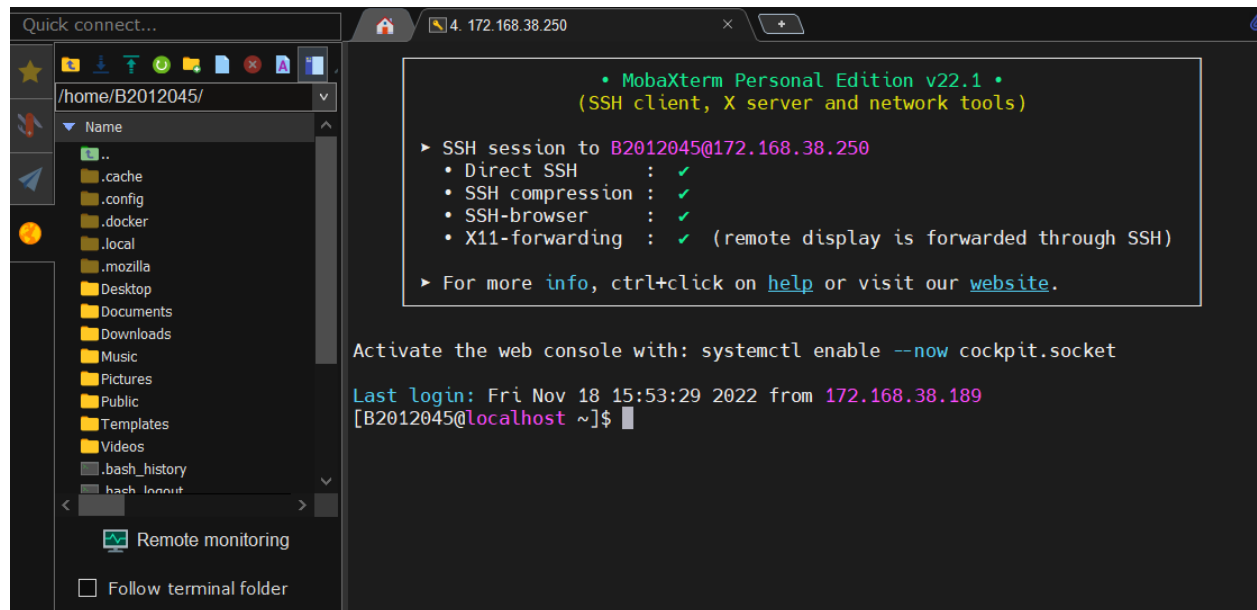 Quick connect...
4. 172.168.38.250
/home/B2012045/
Name
..
.cache
.config
.docker
.local
.mozilla
Desktop
Documents
Downloads
Music
Pictures
Public
Templates
Videos
.bash_history
.bash_logout
Remote monitoring
Follow terminal folder
• MobaXterm Personal Edition v22.1 •
(SSH client, X server and network tools)
➤ SSH session to B2012045@172.168.38.250
• Direct SSH : ✔
• SSH compression : ✔
• SSH-browser : ✔
• X11-forwarding : ✔ (remote display is forwarded through SSH)
➤ For more info, ctrl+click on help or visit our website.
Activate the web console with: systemctl enable --now cockpit.socket
Last login: Fri Nov 18 15:53:29 2022 from 172.168.38.189
[B2012045@localhost ~]$